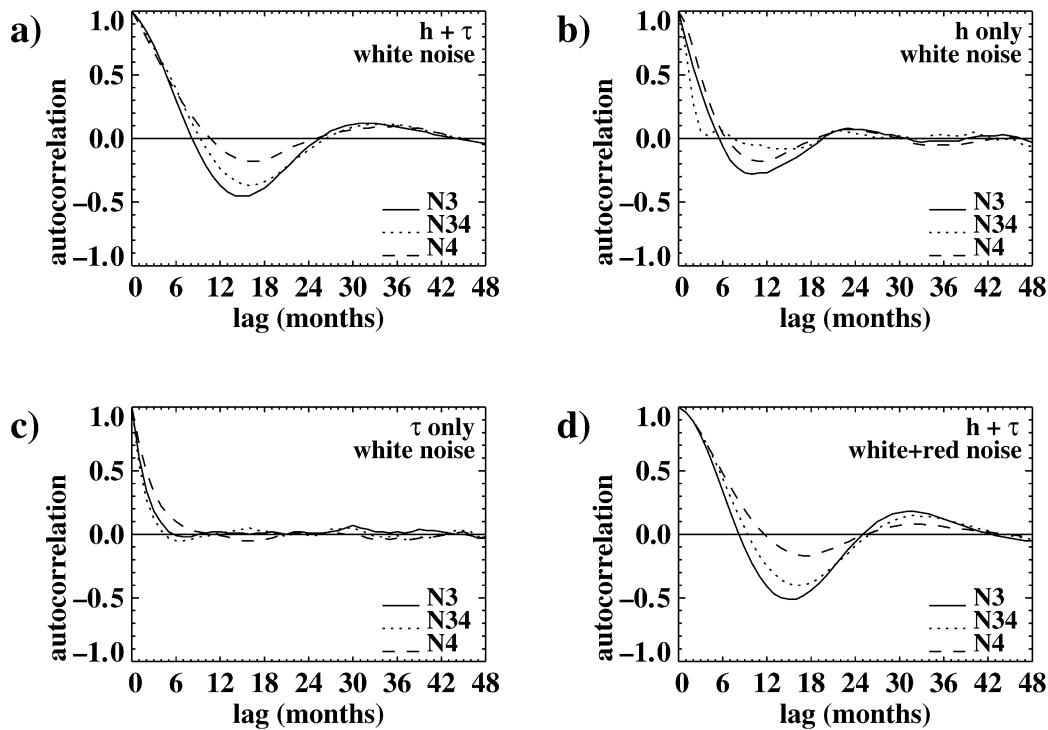 a)
h + τ
white noise
autocorrelation
1.0
0.5
0.0
−0.5
−1.0
N3
N34
N4
0 6 12 18 24 30 36 42 48
lag (months)
b)
h only
white noise
autocorrelation
1.0
0.5
0.0
−0.5
−1.0
N3
N34
N4
0 6 12 18 24 30 36 42 48
lag (months)
c)
τ only
white noise
autocorrelation
1.0
0.5
0.0
−0.5
−1.0
N3
N34
N4
0 6 12 18 24 30 36 42 48
lag (months)
d)
h + τ
white+red noise
autocorrelation
1.0
0.5
0.0
−0.5
−1.0
N3
N34
N4
0 6 12 18 24 30 36 42 48
lag (months)